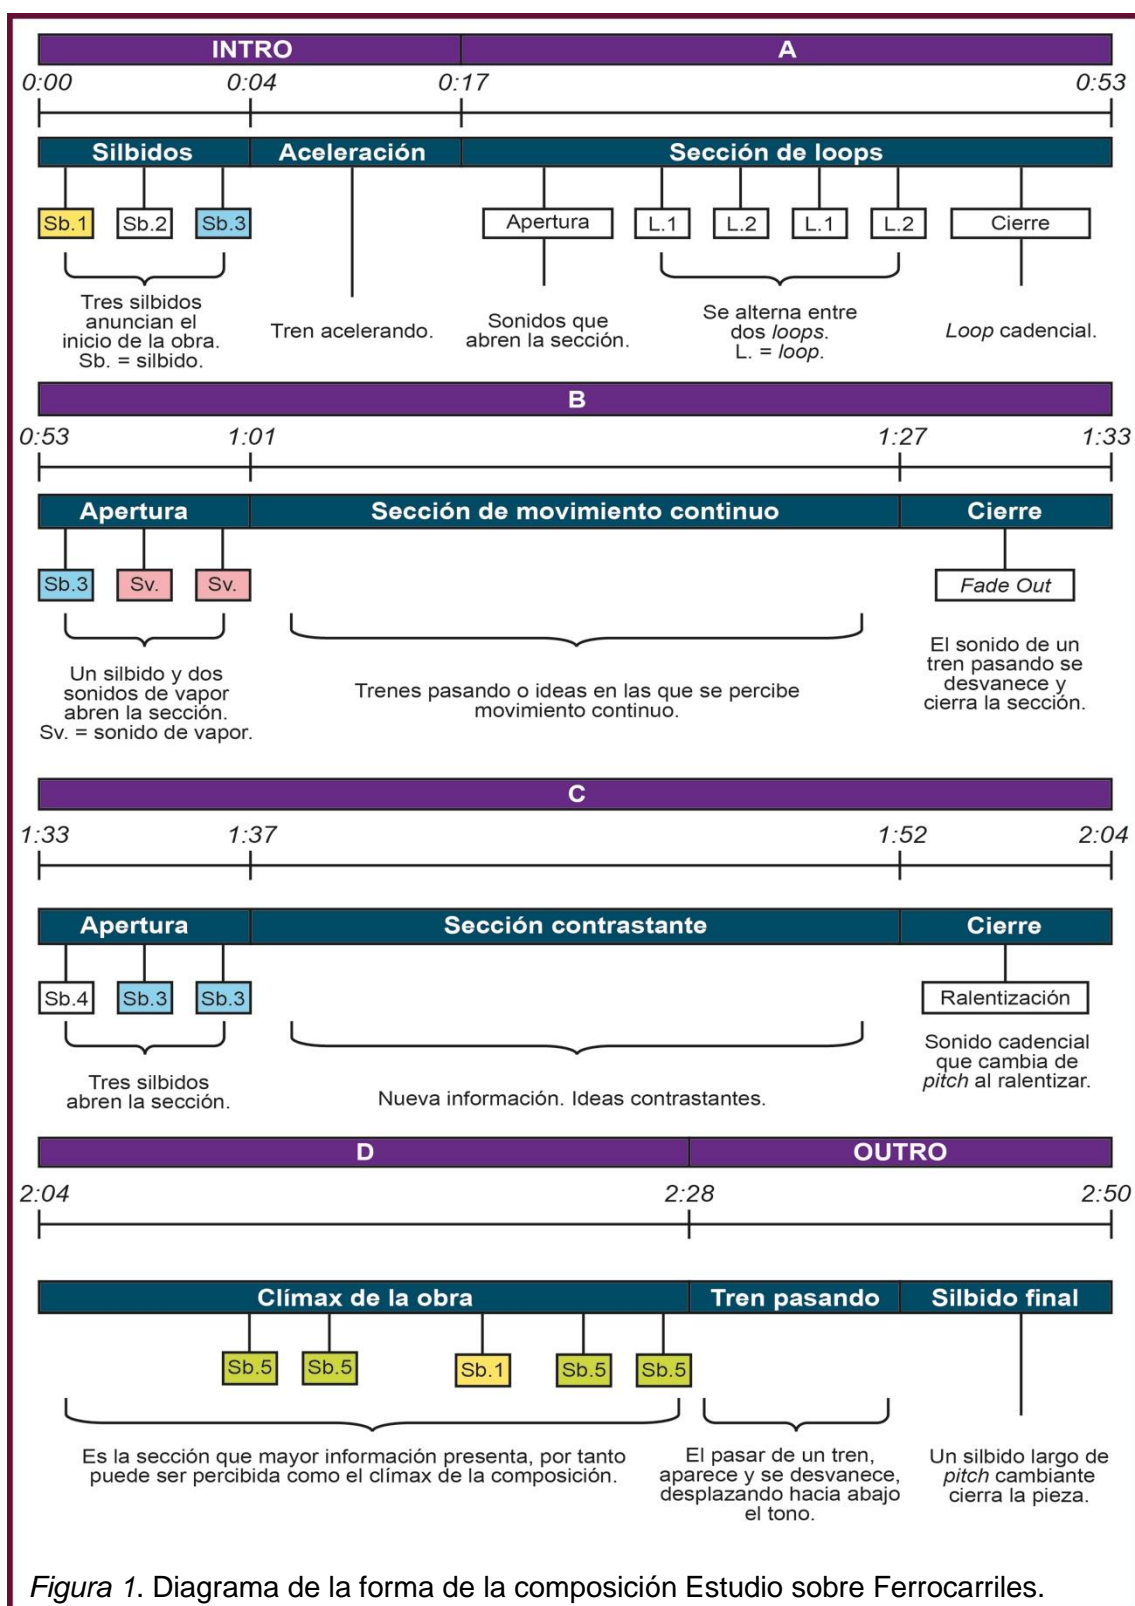 INTRO A
0:00 0:04 0:17 0:53
Silbidos Aceleración Sección de loops
Sb.1 Sb.2 Sb.3 Apertura L.1 L.2 L.1 L.2 Cierre
Tres silbidos
anuncian el
inicio de la obra.
Sb. = silbido.
Tren acelerando.
Sonidos que
abren la sección.
Se alterna entre
dos loops.
L. = loop.
Loop cadencial.
B
0:53 1:01 1:27 1:33
Apertura Sección de movimiento continuo Cierre
Sb.3 Sv. Sv. Fade Out
Un silbido y dos
sonidos de vapor
abren la sección.
Sv. = sonido de vapor.
Trenes pasando o ideas en las que se percibe
movimiento continuo.
El sonido de un
tren pasando se
desvanece y
cierra la sección.
C
1:33 1:37 1:52 2:04
Apertura Sección contrastante Cierre
Sb.4 Sb.3 Sb.3 Ralentización
Tres silbidos
abren la sección.
Nueva información. Ideas contrastantes.
Sonido cadencial
que cambia de
pitch al ralentizar.
D OUTRO
2:04 2:28 2:50
Clímax de la obra Tren pasando Silbido final
Sb.5 Sb.5 Sb.1 Sb.5 Sb.5
Es la sección que mayor información presenta, por tanto
puede ser percibida como el clímax de la composición.
El pasar de un tren,
aparece y se desvanece,
desplazando hacia abajo
el tono.
Un silbido largo de
pitch cambiante
cierra la pieza.
Figura 1. Diagrama de la forma de la composición Estudio sobre Ferrocarriles.